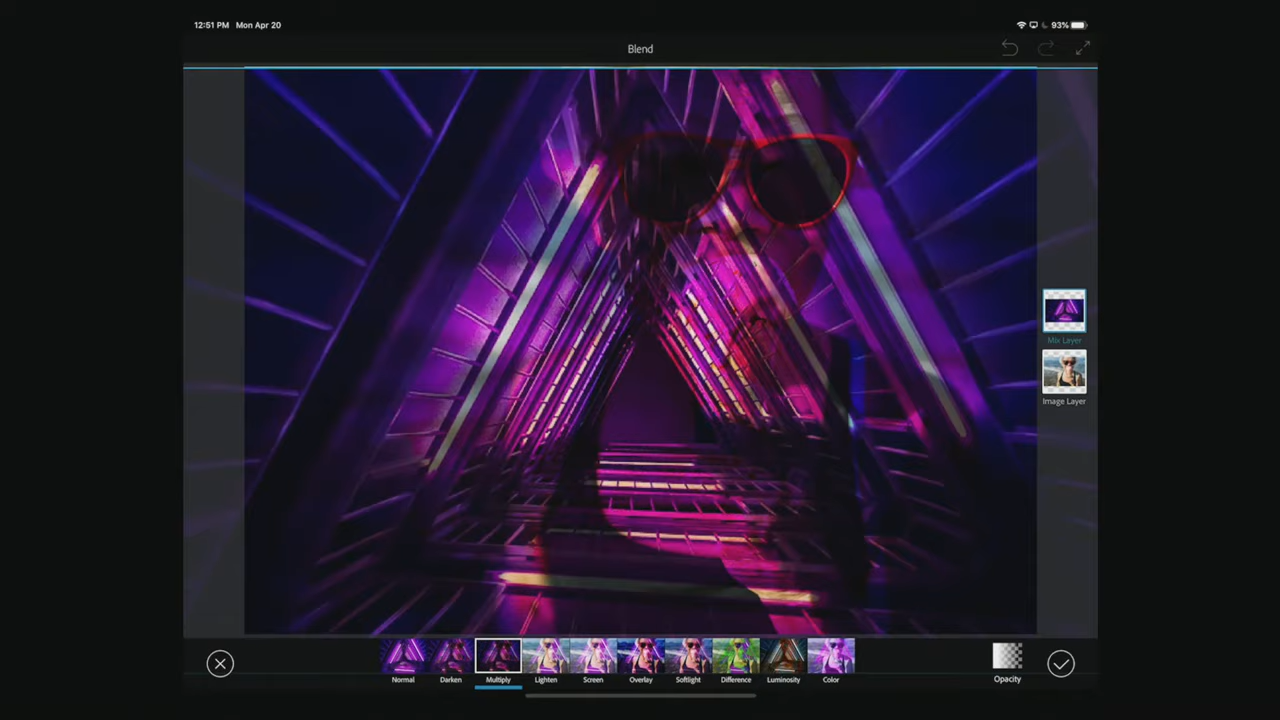 12:51 PM Mon Apr 20
93%
Blend
Mix Layer
Image Layer
Normal
Darken
Multiply
Lighten
Screen
Overlay
Softlight
Difference
Luminosity
Color
Opacity